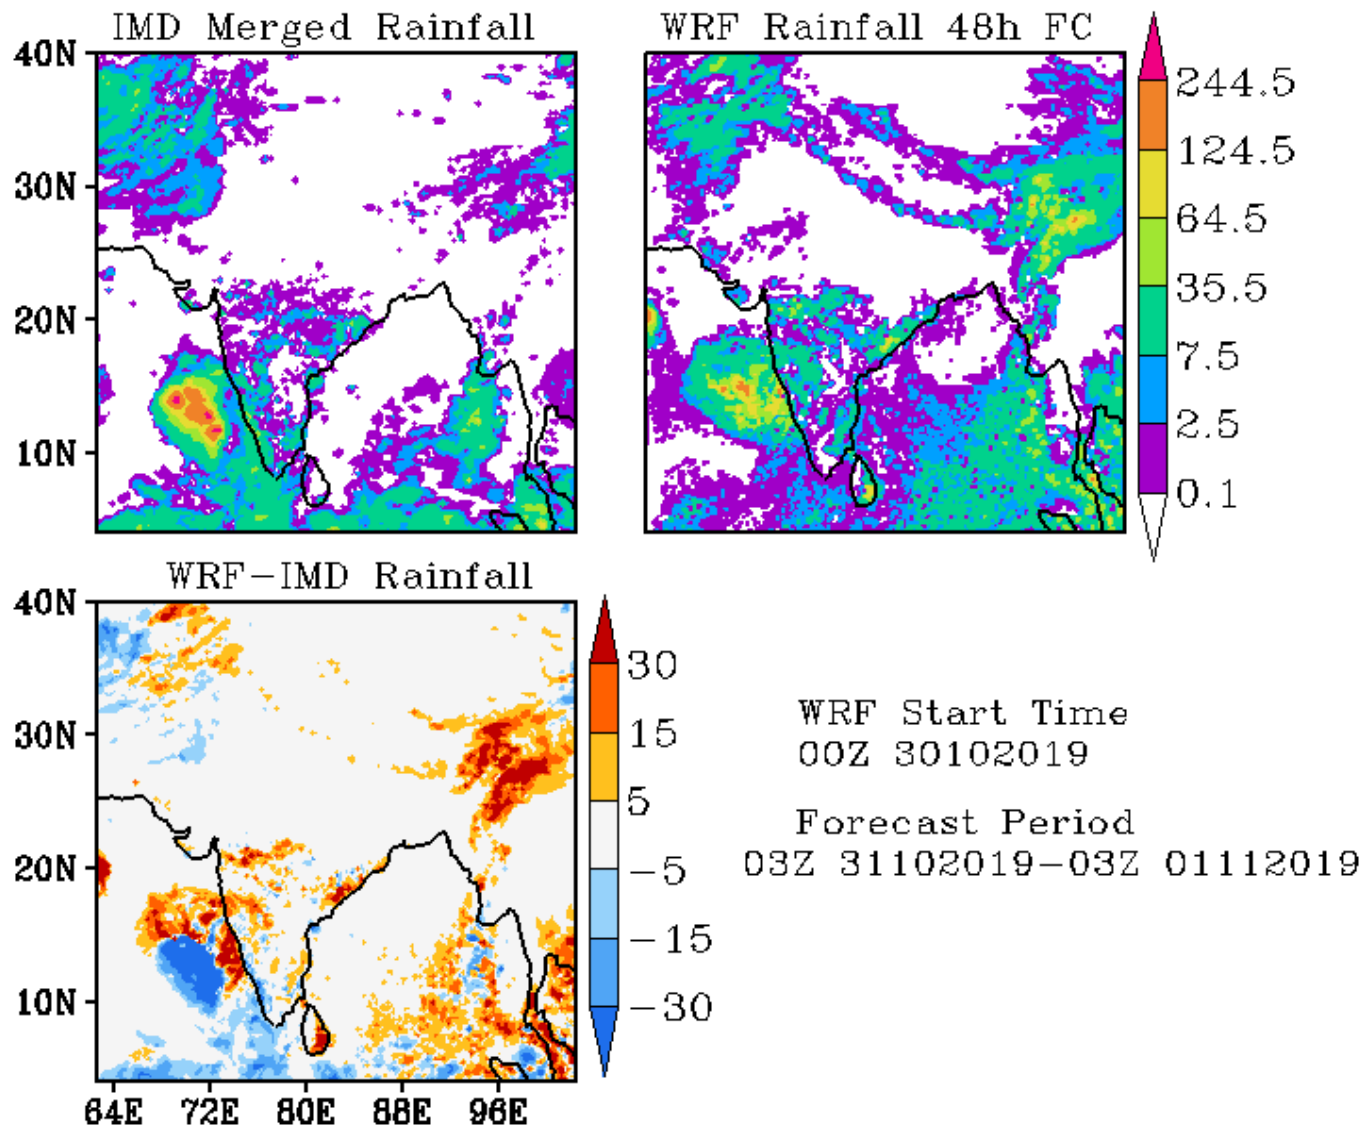 IMD Merged Rainfall
WRF Rainfall 48h FC
40N
30N
20N
10N
244.5
124.5
64.5
35.5
7.5
2.5
0.1
WRF-IMD Rainfall
40N
30N
20N
10N
64E 72E 80E 88E 96E
30
15
5
-5
-15
-30
WRF Start Time
00Z 30102019
Forecast Period
03Z 31102019-03Z 01112019